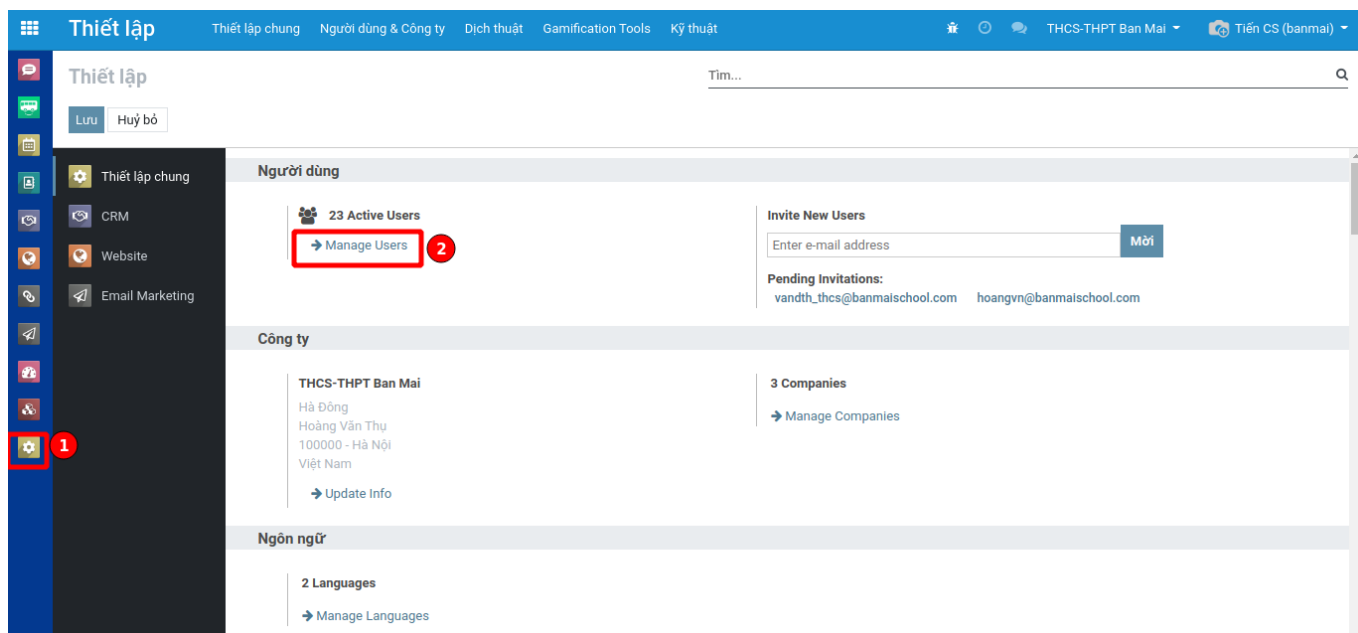 Thiết lập
Thiết lập chung Người dùng & Công ty Dịch thuật Gamification Tools Kỹ thuật THCS-THPT Ban Mai Tiến CS (banmai)
Thiết lập
Tìm...
Lưu Huỷ bỏ
Thiết lập chung
CRM
Website
Email Marketing
Người dùng
23 Active Users
Manage Users
2
Invite New Users
Enter e-mail address
Mời
Pending Invitations:
vandth_thcs@banmaischool.com hoangvn@banmaischool.com
Công ty
THCS-THPT Ban Mai
Hà Đông
Hoàng Văn Thụ
100000 - Hà Nội
Việt Nam
Update Info
3 Companies
Manage Companies
1
Ngôn ngữ
2 Languages
Manage Languages